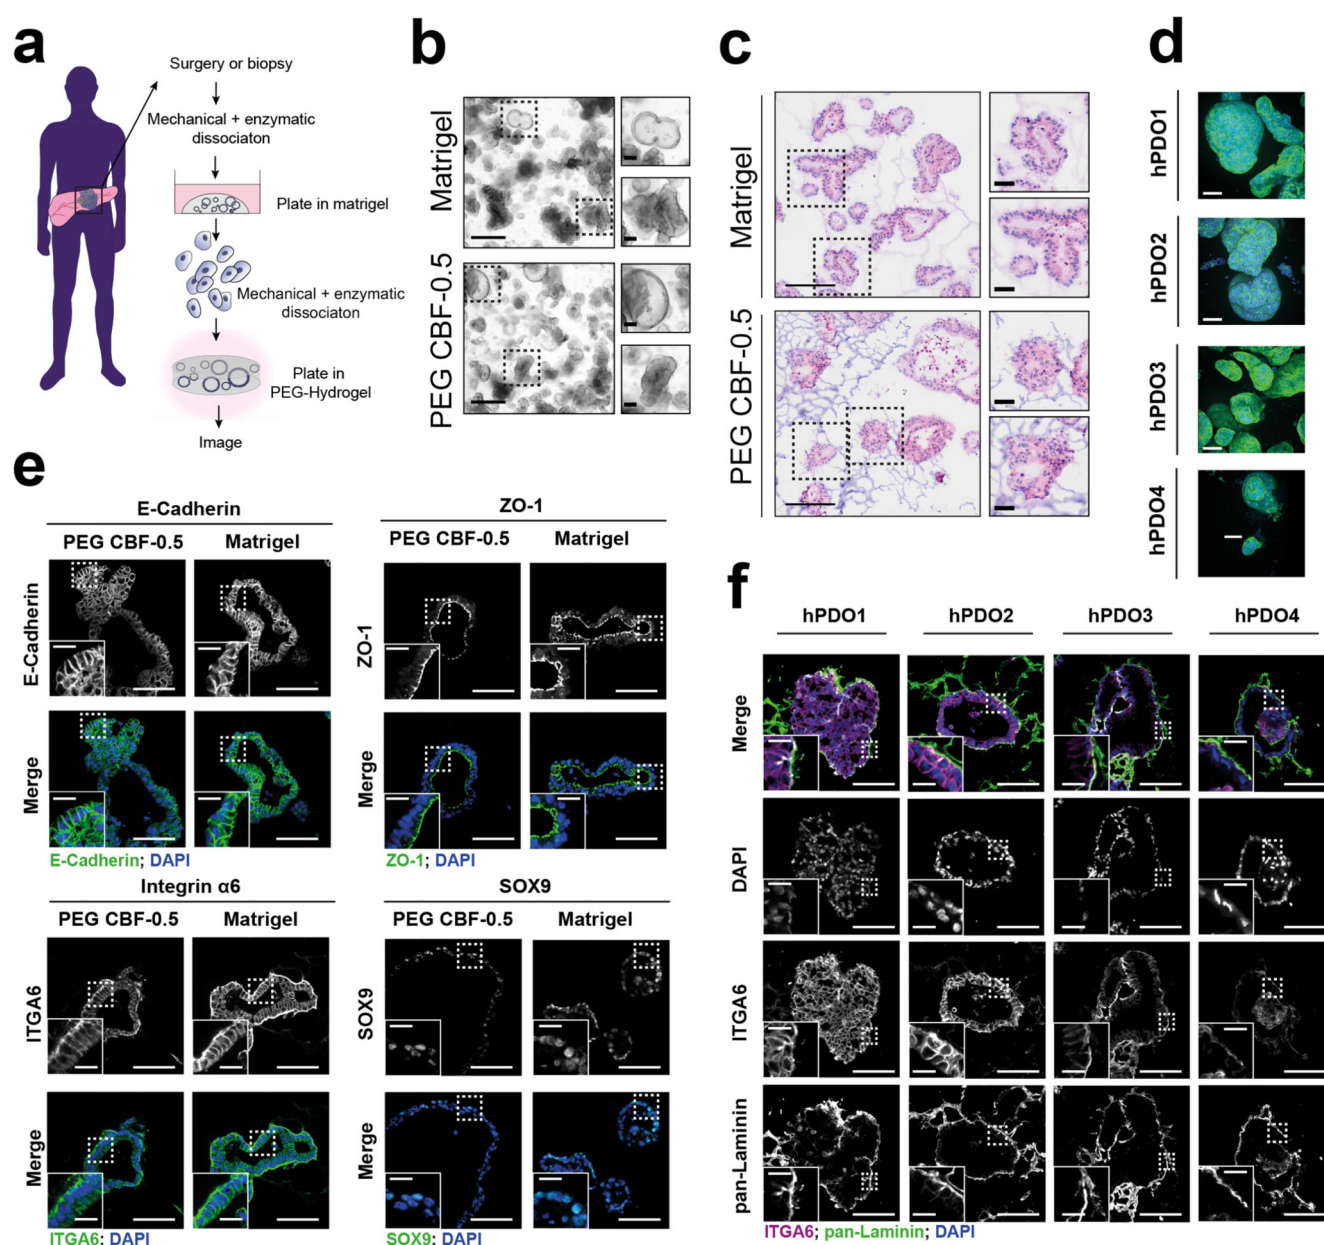 a
Surgery or biopsy
Mechanical + enzymatic
dissociaton
Plate in matrigel
Mechanical + enzymatic
dissociaton
Plate in
PEG-Hydrogel
Image
b
Matrigel
PEG CBF-0.5
c
Matrigel
PEG CBF-0.5
d
hPDO1
hPDO2
hPDO3
hPDO4
e
E-Cadherin
PEG CBF-0.5 Matrigel
E-Cadherin
Merge
E-Cadherin; DAPI
ZO-1
PEG CBF-0.5 Matrigel
ZO-1
Merge
ZO-1; DAPI
Integrin α6
PEG CBF-0.5 Matrigel
ITGA6
Merge
ITGA6; DAPI
SOX9
PEG CBF-0.5 Matrigel
SOX9
Merge
SOX9; DAPI
f
hPDO1 hPDO2 hPDO3 hPDO4
Merge
DAPI
ITGA6
pan-Laminin
ITGA6; pan-Laminin; DAPI